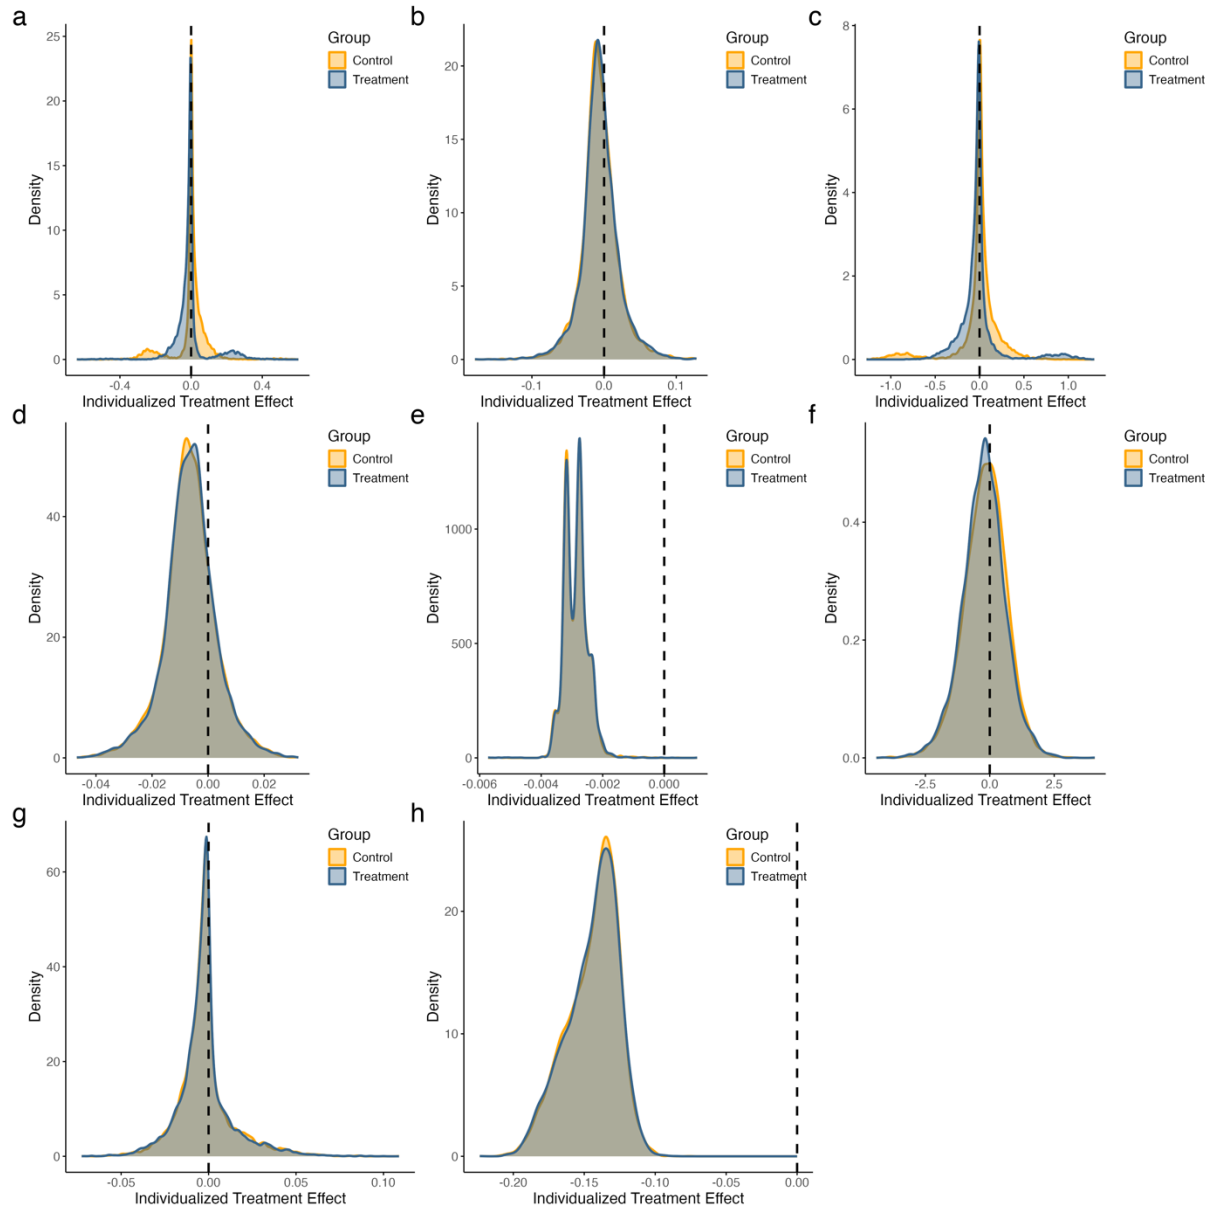 a
25
20
15
10
5
0
-0.4
0.0
0.4
Density
Individualized Treatment Effect
Group
Control
Treatment
b
20
15
10
5
0
-0.1
0.0
0.1
Density
Individualized Treatment Effect
Group
Control
Treatment
c
8
6
4
2
0
-1.0
-0.5
0.0
0.5
1.0
Density
Individualized Treatment Effect
Group
Control
Treatment
d
40
20
0
-0.04
-0.02
0.00
0.02
Density
Individualized Treatment Effect
Group
Control
Treatment
e
1000
500
0
-0.006
-0.004
-0.002
0.000
Density
Individualized Treatment Effect
Group
Control
Treatment
f
0.4
0.2
0.0
-2.5
0.0
2.5
Density
Individualized Treatment Effect
Group
Control
Treatment
g
60
40
20
0
-0.05
0.00
0.05
0.10
Density
Individualized Treatment Effect
Group
Control
Treatment
h
20
10
0
-0.20
-0.15
-0.10
-0.05
0.00
Density
Individualized Treatment Effect
Group
Control
Treatment